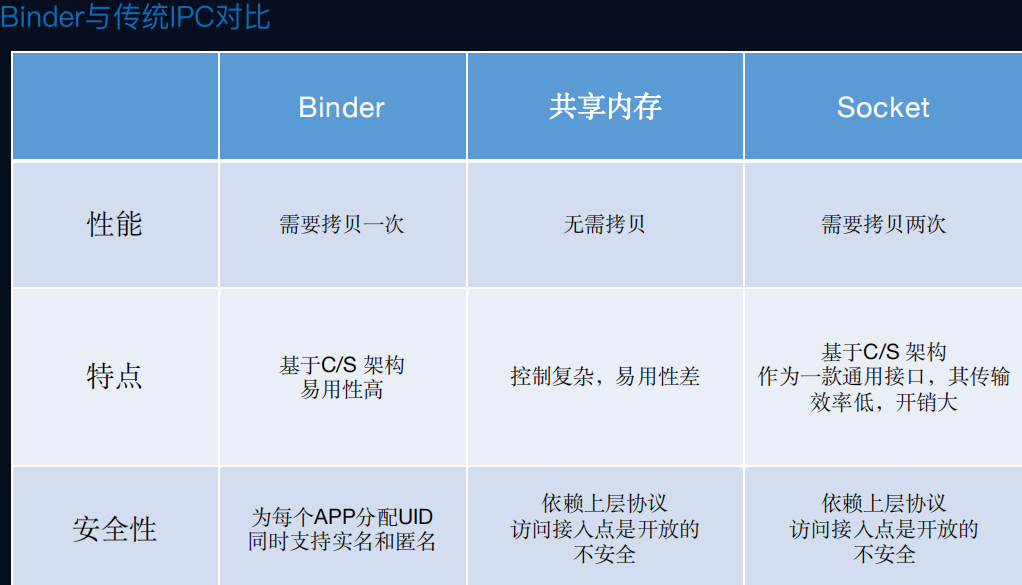 Binder与传统IPC对比
Binder
共享内存
Socket
性能
需要拷贝一次
无需拷贝
需要拷贝两次
特点
基于C/S 架构
易用性高
控制复杂，易用性差
基于C/S 架构
作为一款通用接口，其传输
效率低，开销大
安全性
为每个APP分配UID
同时支持实名和匿名
依赖上层协议
访问接入点是开放的
不安全
依赖上层协议
访问接入点是开放的
不安全